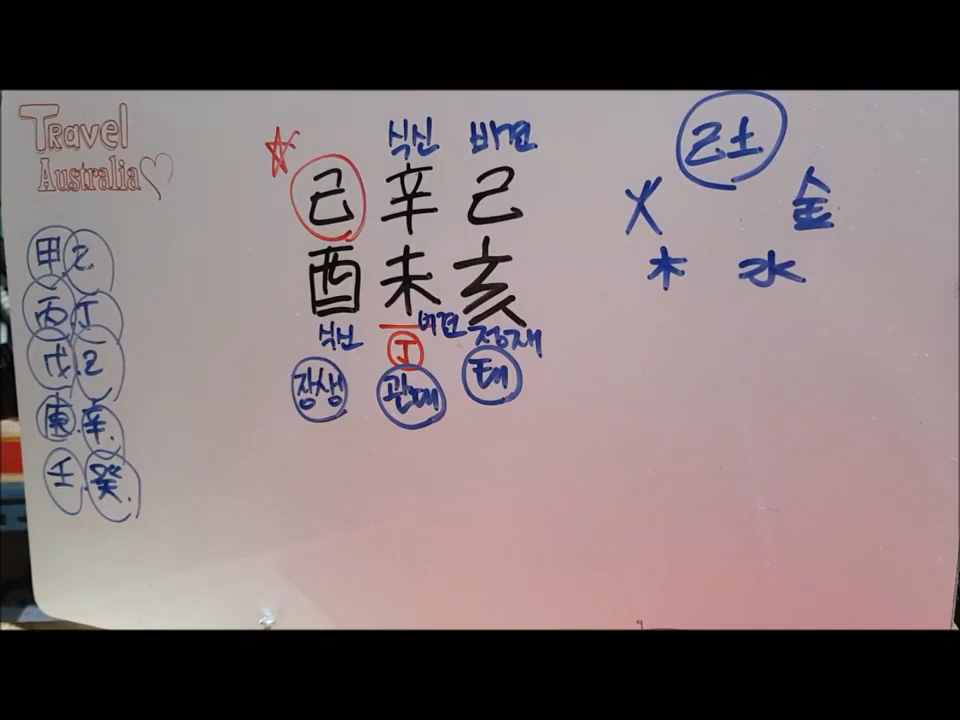 Travel
Australia
식신 비견
己 辛 己
酉 未 亥
식신 비견 정재
丁
장생 관대 태
己土
火 金
木 水
甲 乙
丙 丁
戊 己
庚 辛
壬 癸